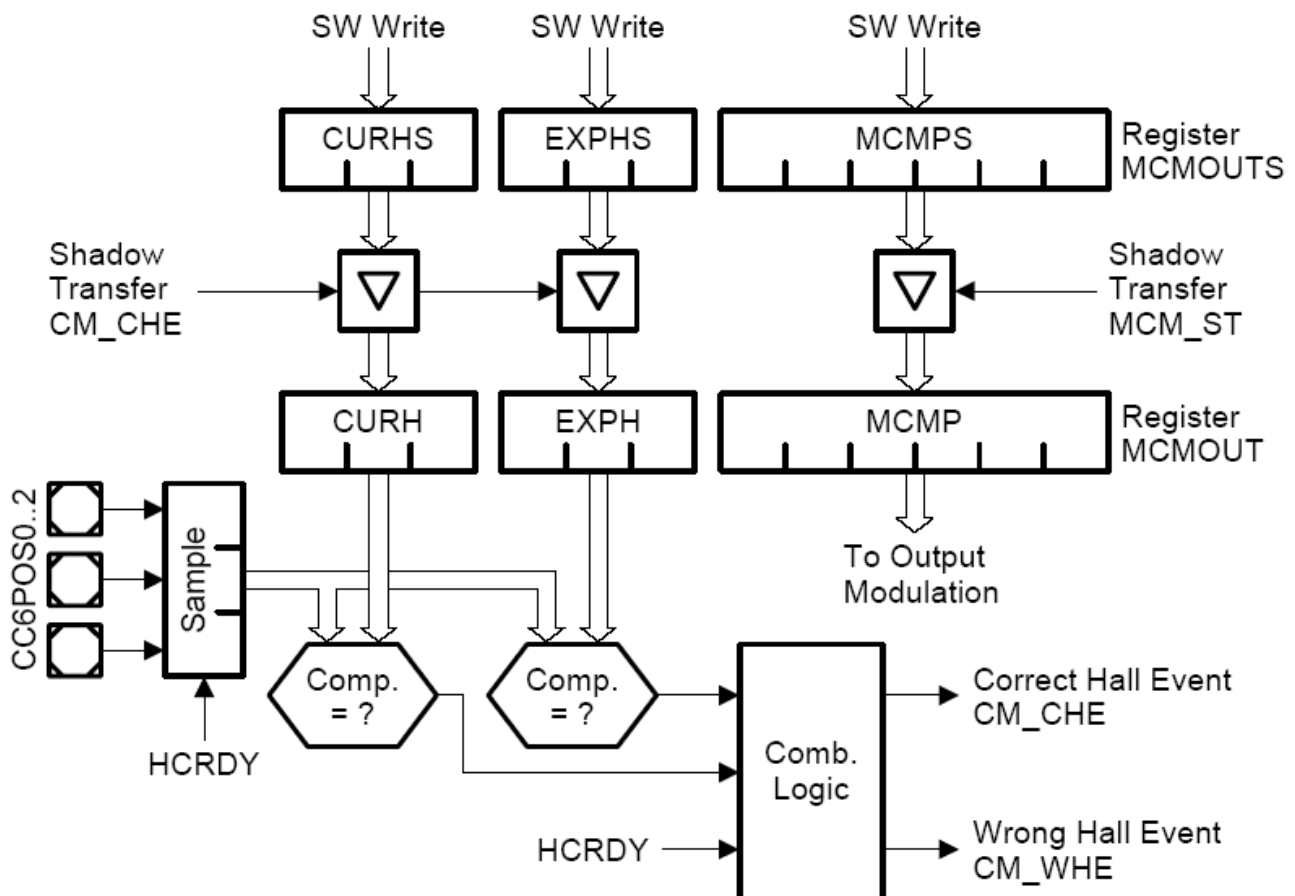 SW Write
SW Write
SW Write
CURHS
EXPHS
MCMPS
Register
MCMOUTS
Shadow
Transfer
CM_CHE
Shadow
Transfer
MCM_ST
CURH
EXPH
MCMP
Register
MCMOUT
CC6POS0..2
Sample
To Output
Modulation
Comp.
= ?
Comp.
= ?
HCRDY
Comb.
Logic
Correct Hall Event
CM_CHE
HCRDY
Wrong Hall Event
CM_WHE